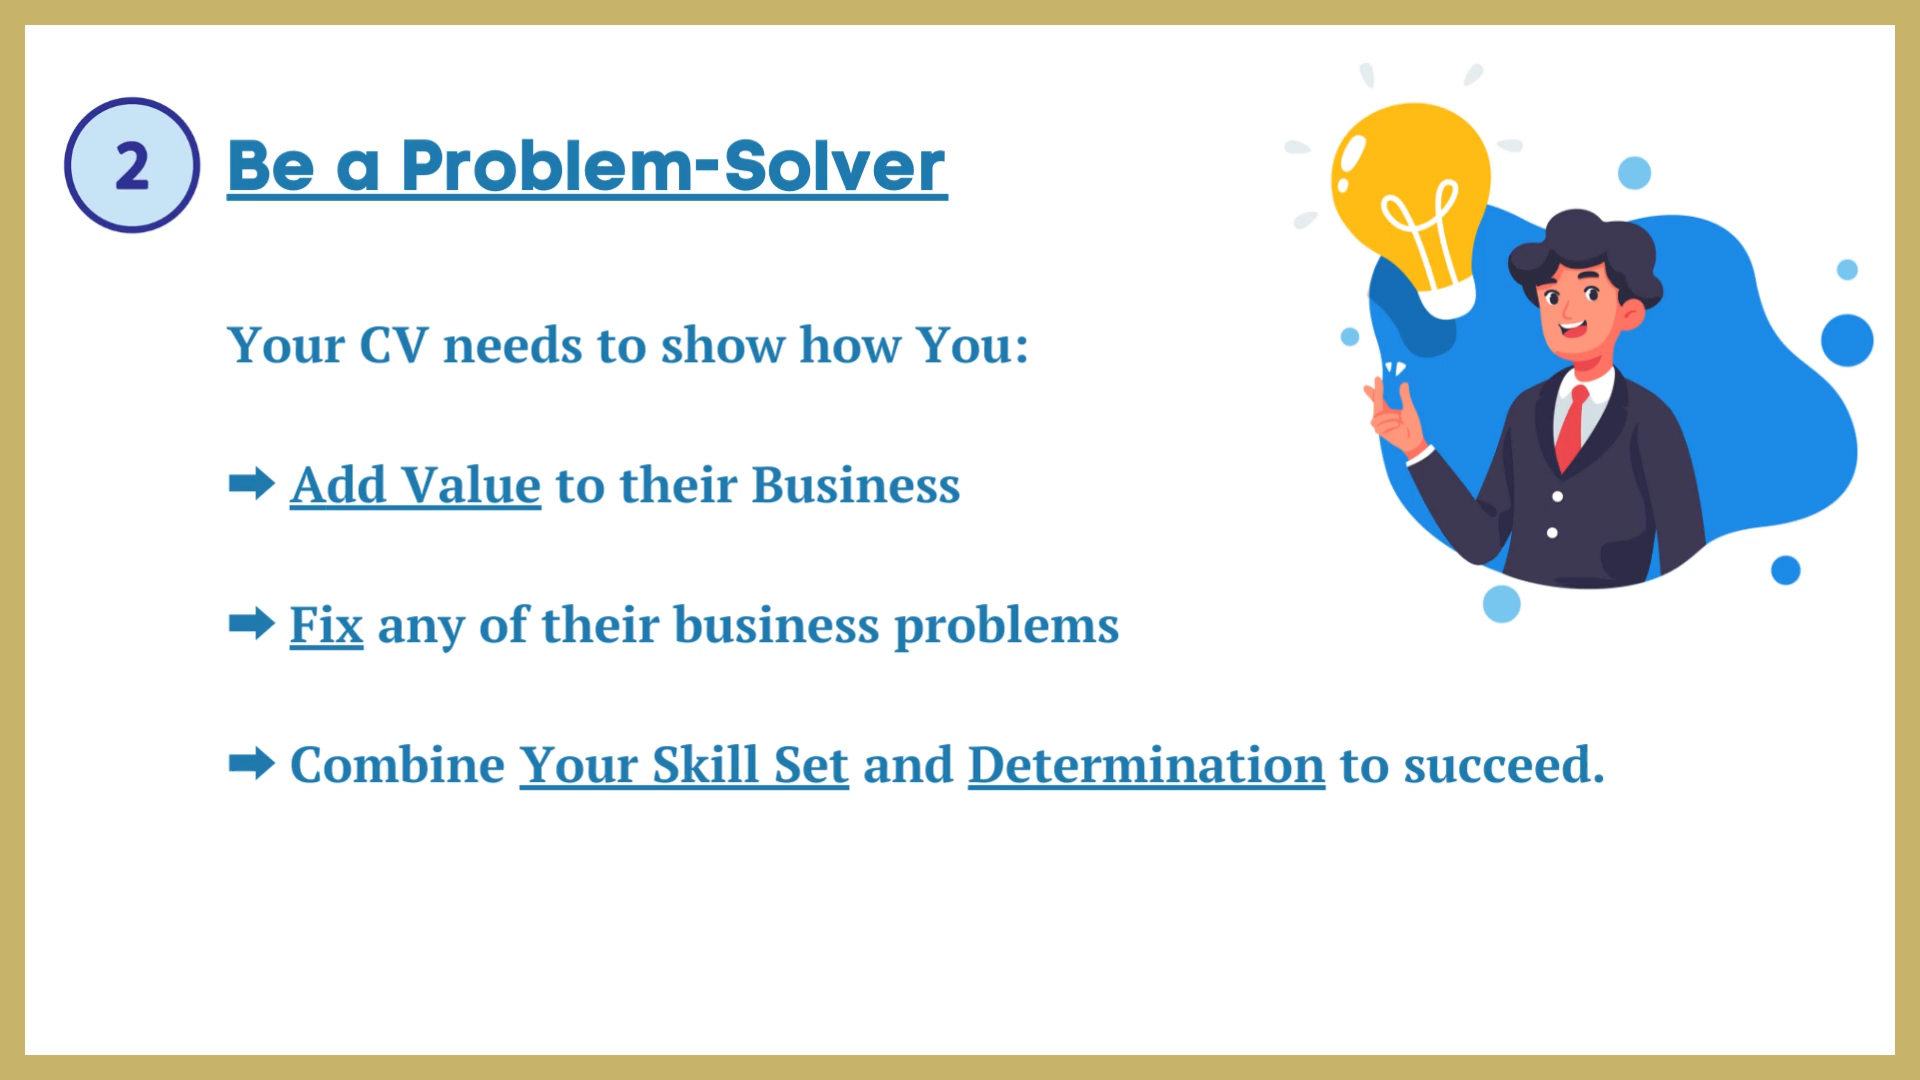 2
Be a Problem-Solver
Your CV needs to show how You:
➡ Add Value to their Business
➡ Fix any of their business problems
➡ Combine Your Skill Set and Determination to succeed.